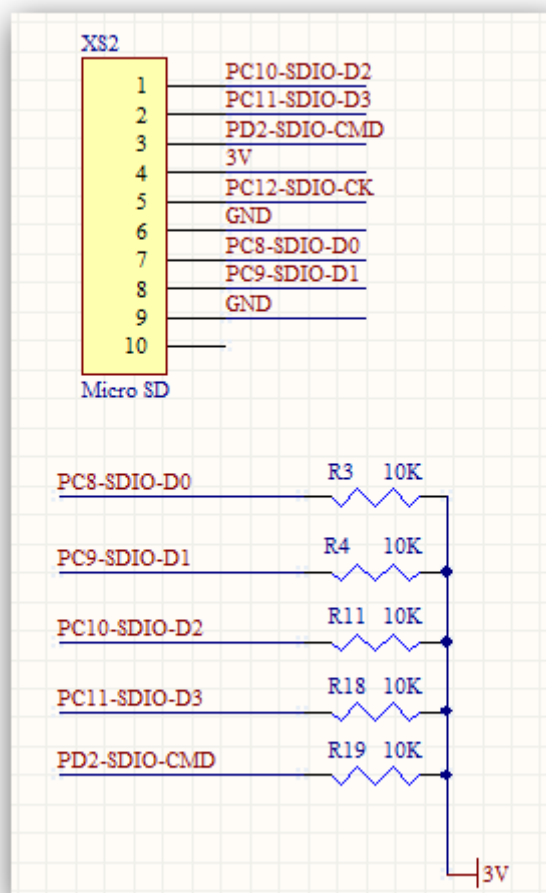 XS2
1 PC10-SDIO-D2
2 PC11-SDIO-D3
3 PD2-SDIO-CMD
4 3V
5 PC12-SDIO-CK
6 GND
7 PC8-SDIO-D0
8 PC9-SDIO-D1
9 GND
10
Micro SD
PC8-SDIO-D0 R3 10K
PC9-SDIO-D1 R4 10K
PC10-SDIO-D2 R11 10K
PC11-SDIO-D3 R18 10K
PD2-SDIO-CMD R19 10K
3V